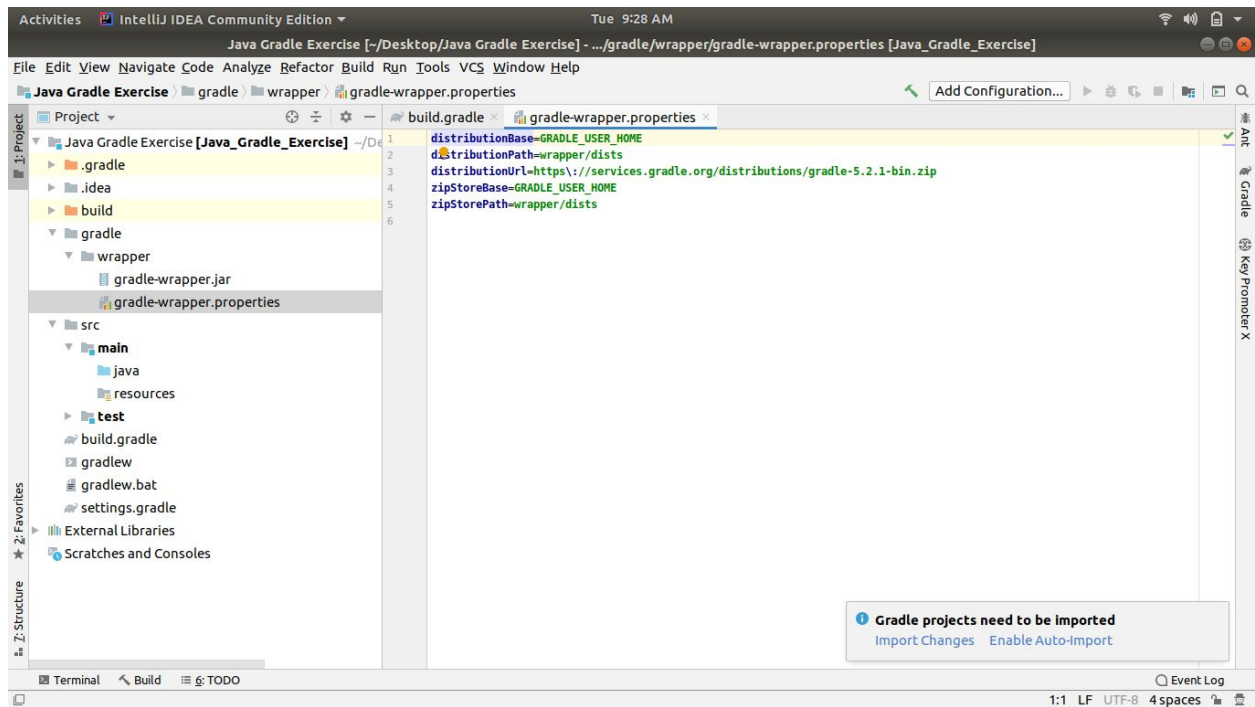 Activities IntelliJ IDEA Community Edition Tue 9:28 AM
Java Gradle Exercise [~/Desktop/Java Gradle Exercise] - .../gradle/wrapper/gradle-wrapper.properties [Java_Gradle_Exercise]
File Edit View Navigate Code Analyze Refactor Build Run Tools VCS Window Help
Java Gradle Exercise gradle wrapper gradle-wrapper.properties Add Configuration...
1: Project
Project
Java Gradle Exercise [Java_Gradle_Exercise] ~/De
.gradle
.idea
build
gradle
wrapper
gradle-wrapper.jar
gradle-wrapper.properties
src
main
java
resources
test
build.gradle
gradlew
gradlew.bat
settings.gradle
External Libraries
Scratches and Consoles
2: Favorites
7: Structure
build.gradle gradle-wrapper.properties
1 distributionBase=GRADLE_USER_HOME
2 distributionPath=wrapper/dists
3 distributionUrl=https\://services.gradle.org/distributions/gradle-5.2.1-bin.zip
4 zipStoreBase=GRADLE_USER_HOME
5 zipStorePath=wrapper/dists
6
Ant
Gradle
Key Promoter X
Gradle projects need to be imported
Import Changes Enable Auto-Import
Terminal Build 6: TODO Event Log
1:1 LF UTF-8 4 spaces